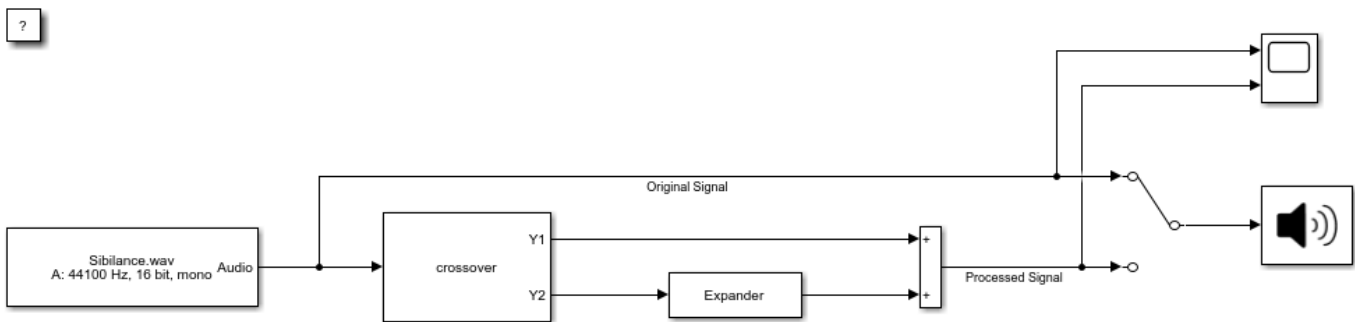 ?
Original Signal
Sibilance.wav
A: 44100 Hz, 16 bit, mono
Audio
crossover
Y1
Y2
Expander
+
+
Processed Signal